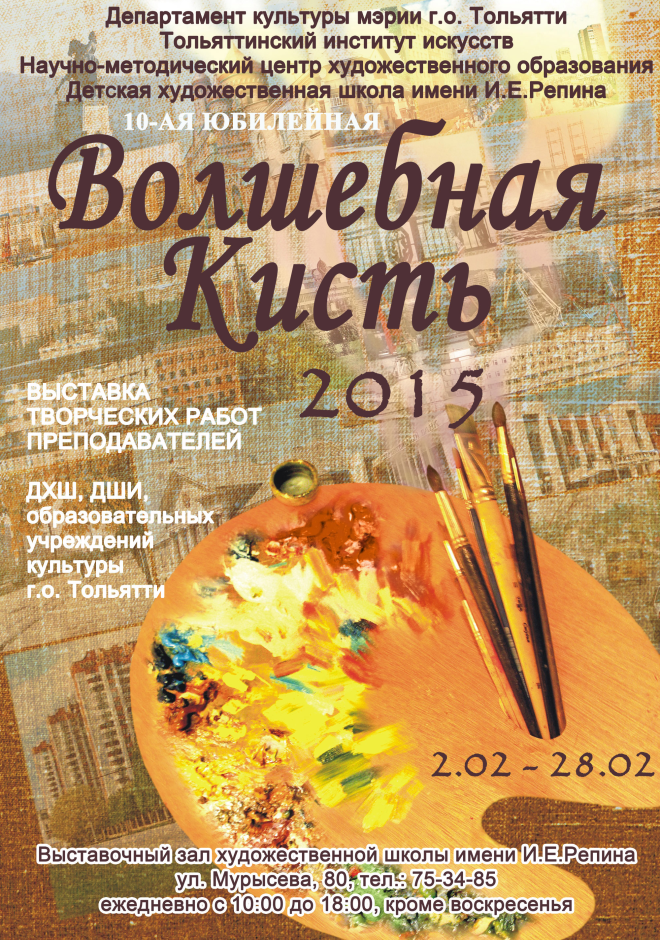 Департамент культуры мэрии г.о. Тольятти
Тольяттинский институт искусств
Научно-методический центр художественного образования
Детская художественная школа имени И.Е.Репина
10-АЯ ЮБИЛЕЙНАЯ
Волшебная
Кисть
2015
ВЫСТАВКА
ТВОРЧЕСКИХ РАБОТ
ПРЕПОДАВАТЕЛЕЙ
ДХШ, ДШИ,
образовательных
учреждений
культуры
г.о. Тольятти
2.02 - 28.02
Выставочный зал художественной школы имени И.Е.Репина
ул. Мурысева, 80, тел.: 75-34-85
ежедневно с 10:00 до 18:00, кроме воскресенья